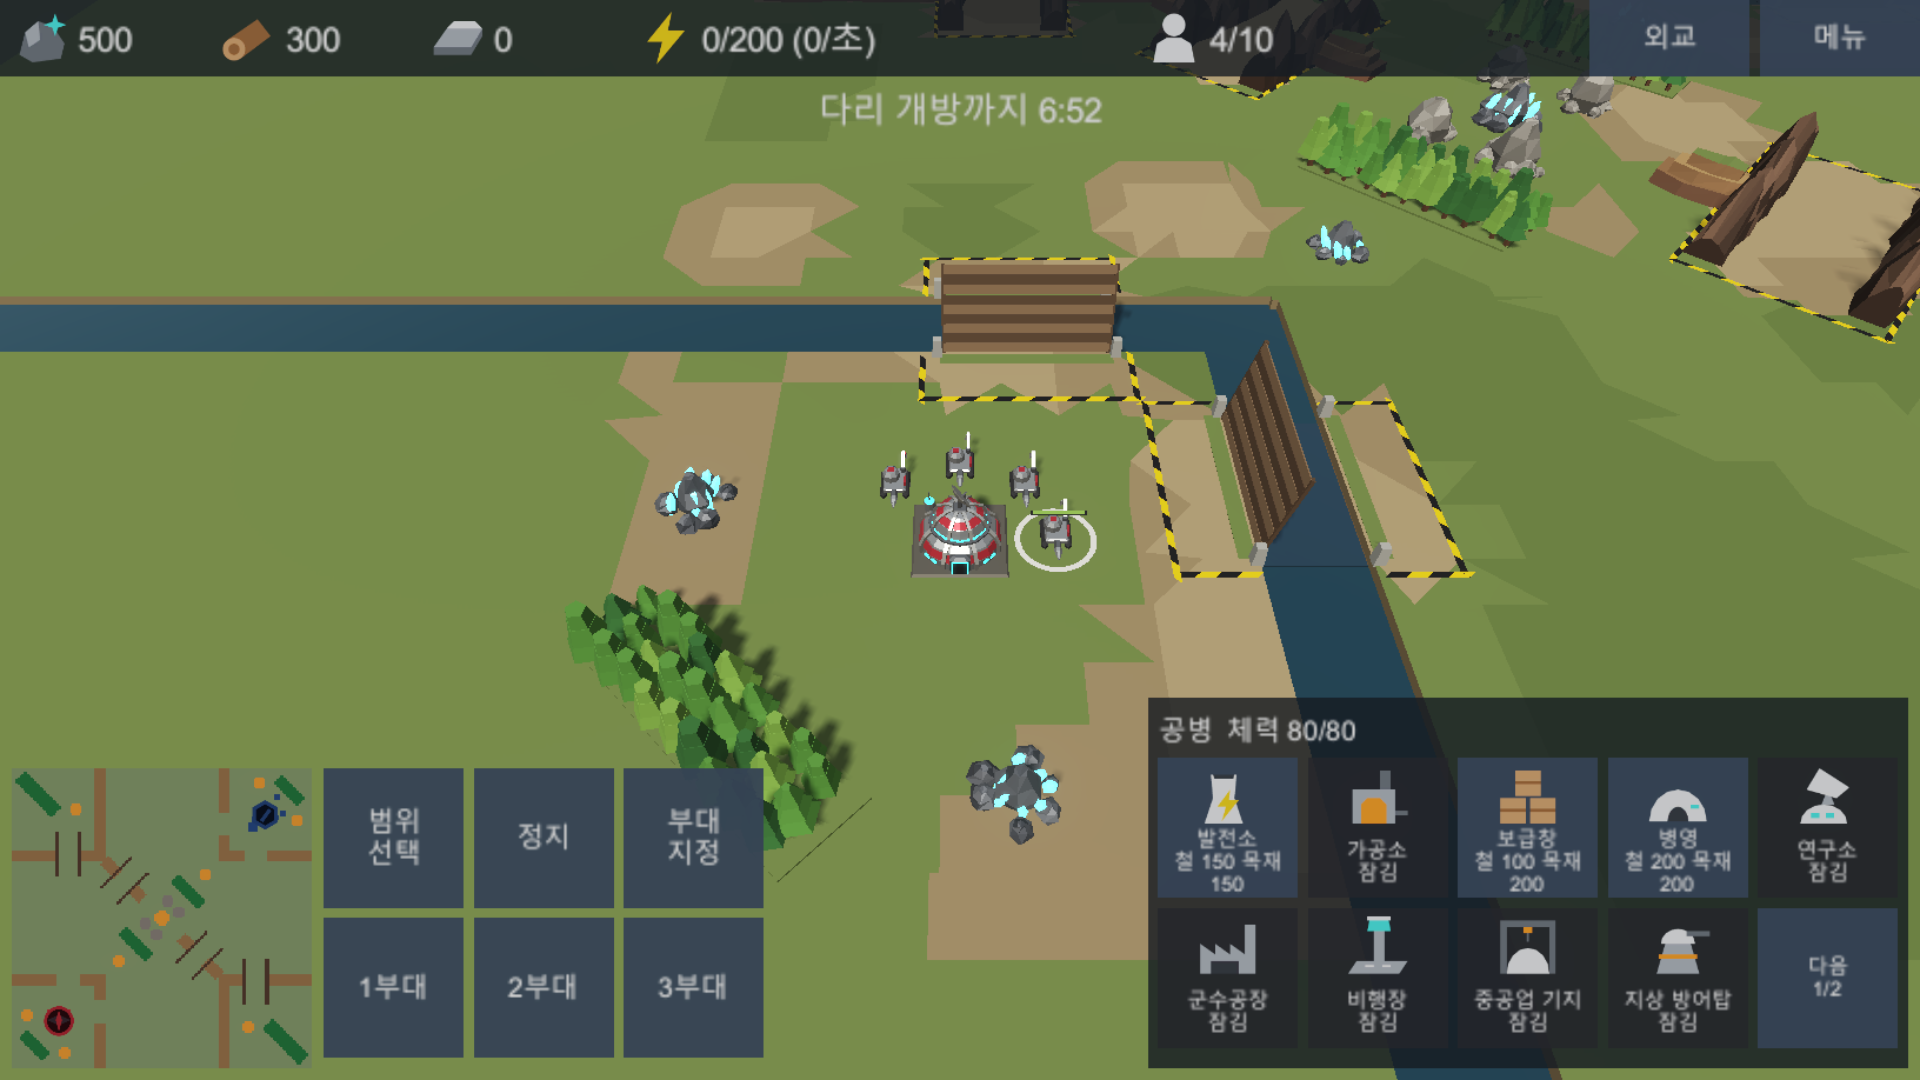 500
300
0
0/200 (0/초)
4/10
외교
메뉴
다리 개방까지 6:52
공병 체력 80/80
발전소
철 150 목재
150
가공소
잠김
보급창
철 100 목재
200
병영
철 200 목재
200
연구소
잠김
군수공장
잠김
비행장
잠김
중공업 기지
잠김
지상 방어탑
잠김
다음
1/2
범위
선택
정지
부대
지정
1부대
2부대
3부대